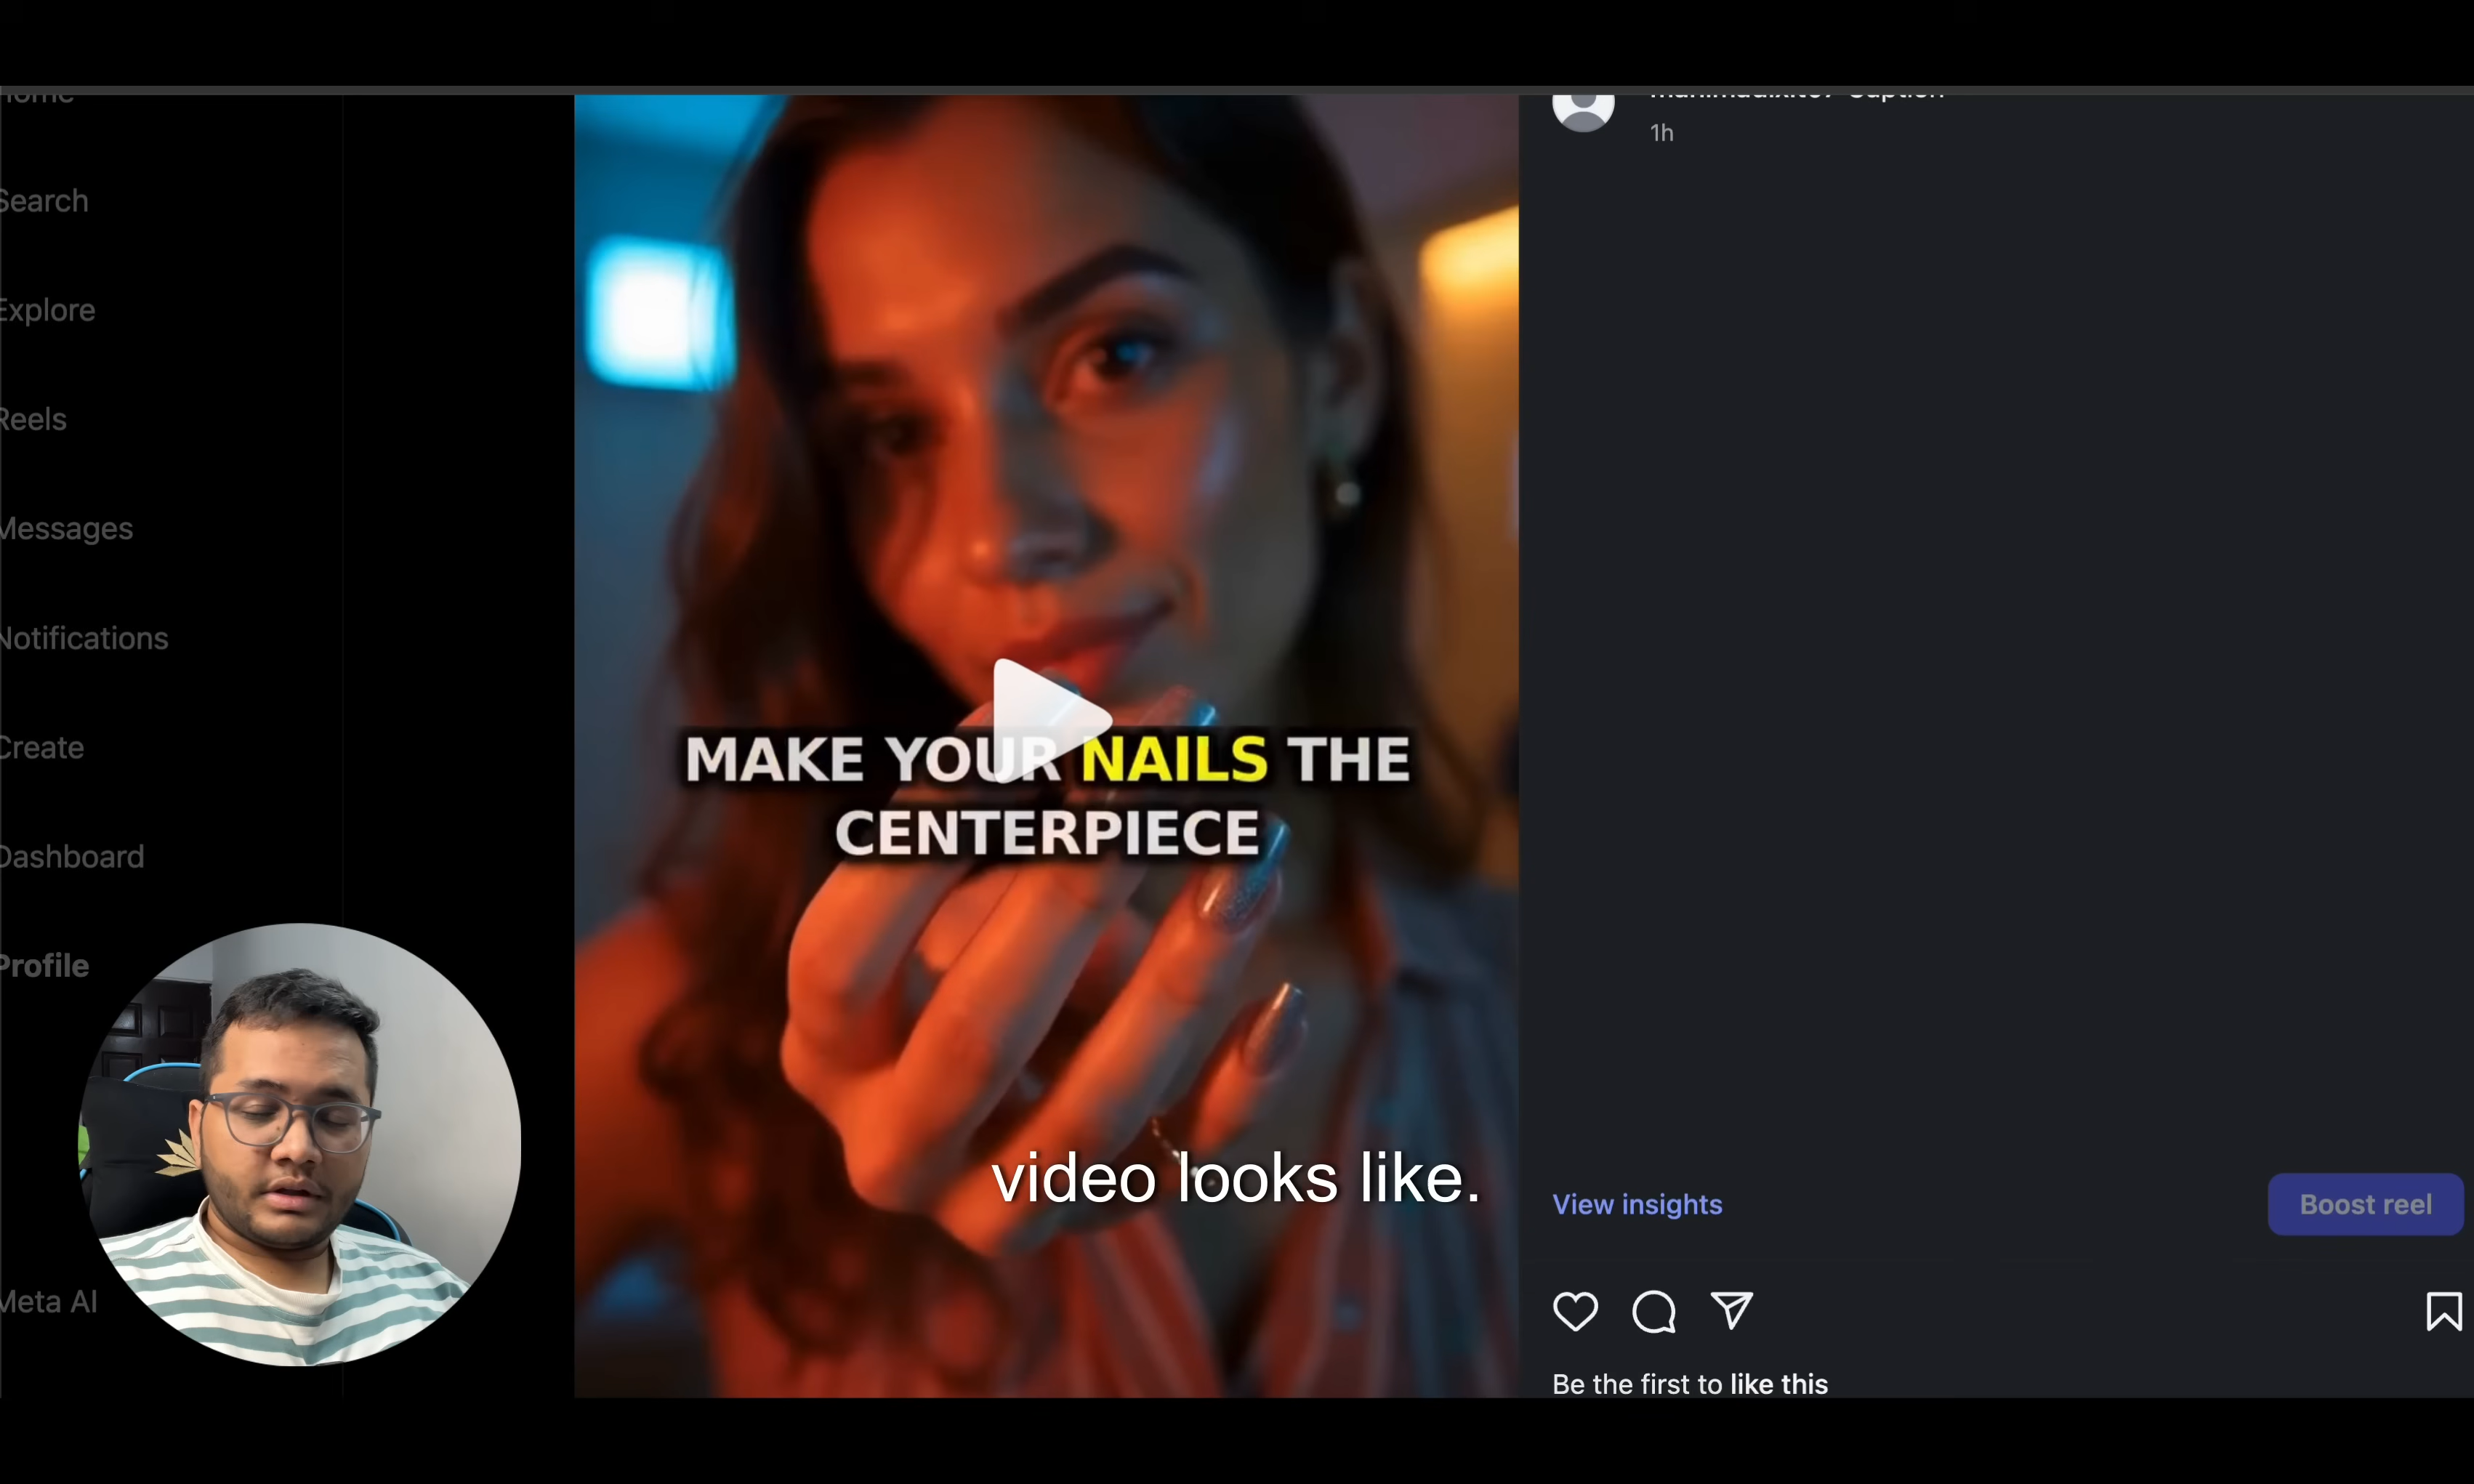 Search
Explore
Reels
Messages
Notifications
Create
Dashboard
Profile
Meta AI
MAKE YOUR NAILS THE
CENTERPIECE
video looks like.
Caption
1h
View insights
Boost reel
Be the first to like this